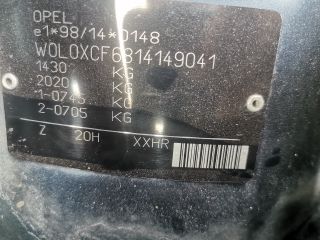 OPEL
e1*98/14*0148
W0L0XCF6814149041
1430 KG
2020 KG
1-0745 KG
2-0705 KG
Z 20H XXHR